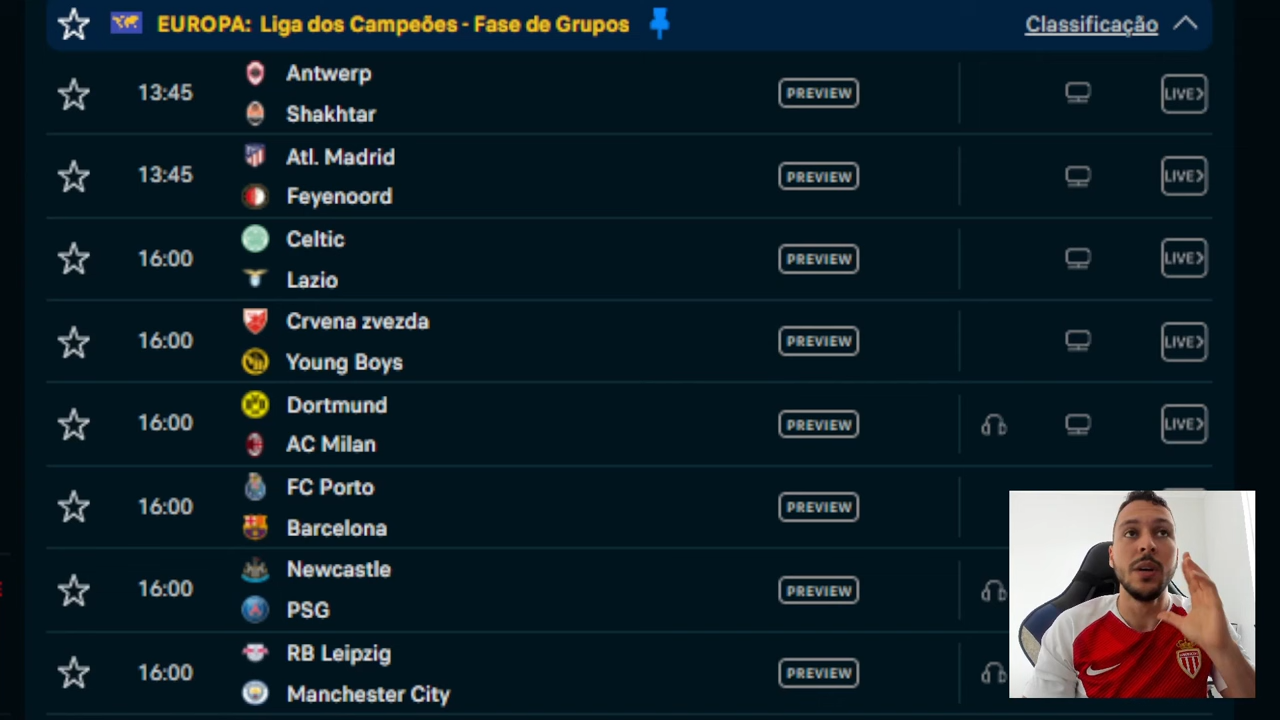 EUROPA: Liga dos Campeões - Fase de Grupos
Classificação
13:45
Antwerp
Shakhtar
PREVIEW
LIVE
13:45
Atl. Madrid
Feyenoord
PREVIEW
LIVE
16:00
Celtic
Lazio
PREVIEW
LIVE
16:00
Crvena zvezda
Young Boys
PREVIEW
LIVE
16:00
Dortmund
AC Milan
PREVIEW
LIVE
16:00
FC Porto
Barcelona
PREVIEW
16:00
Newcastle
PSG
PREVIEW
16:00
RB Leipzig
Manchester City
PREVIEW